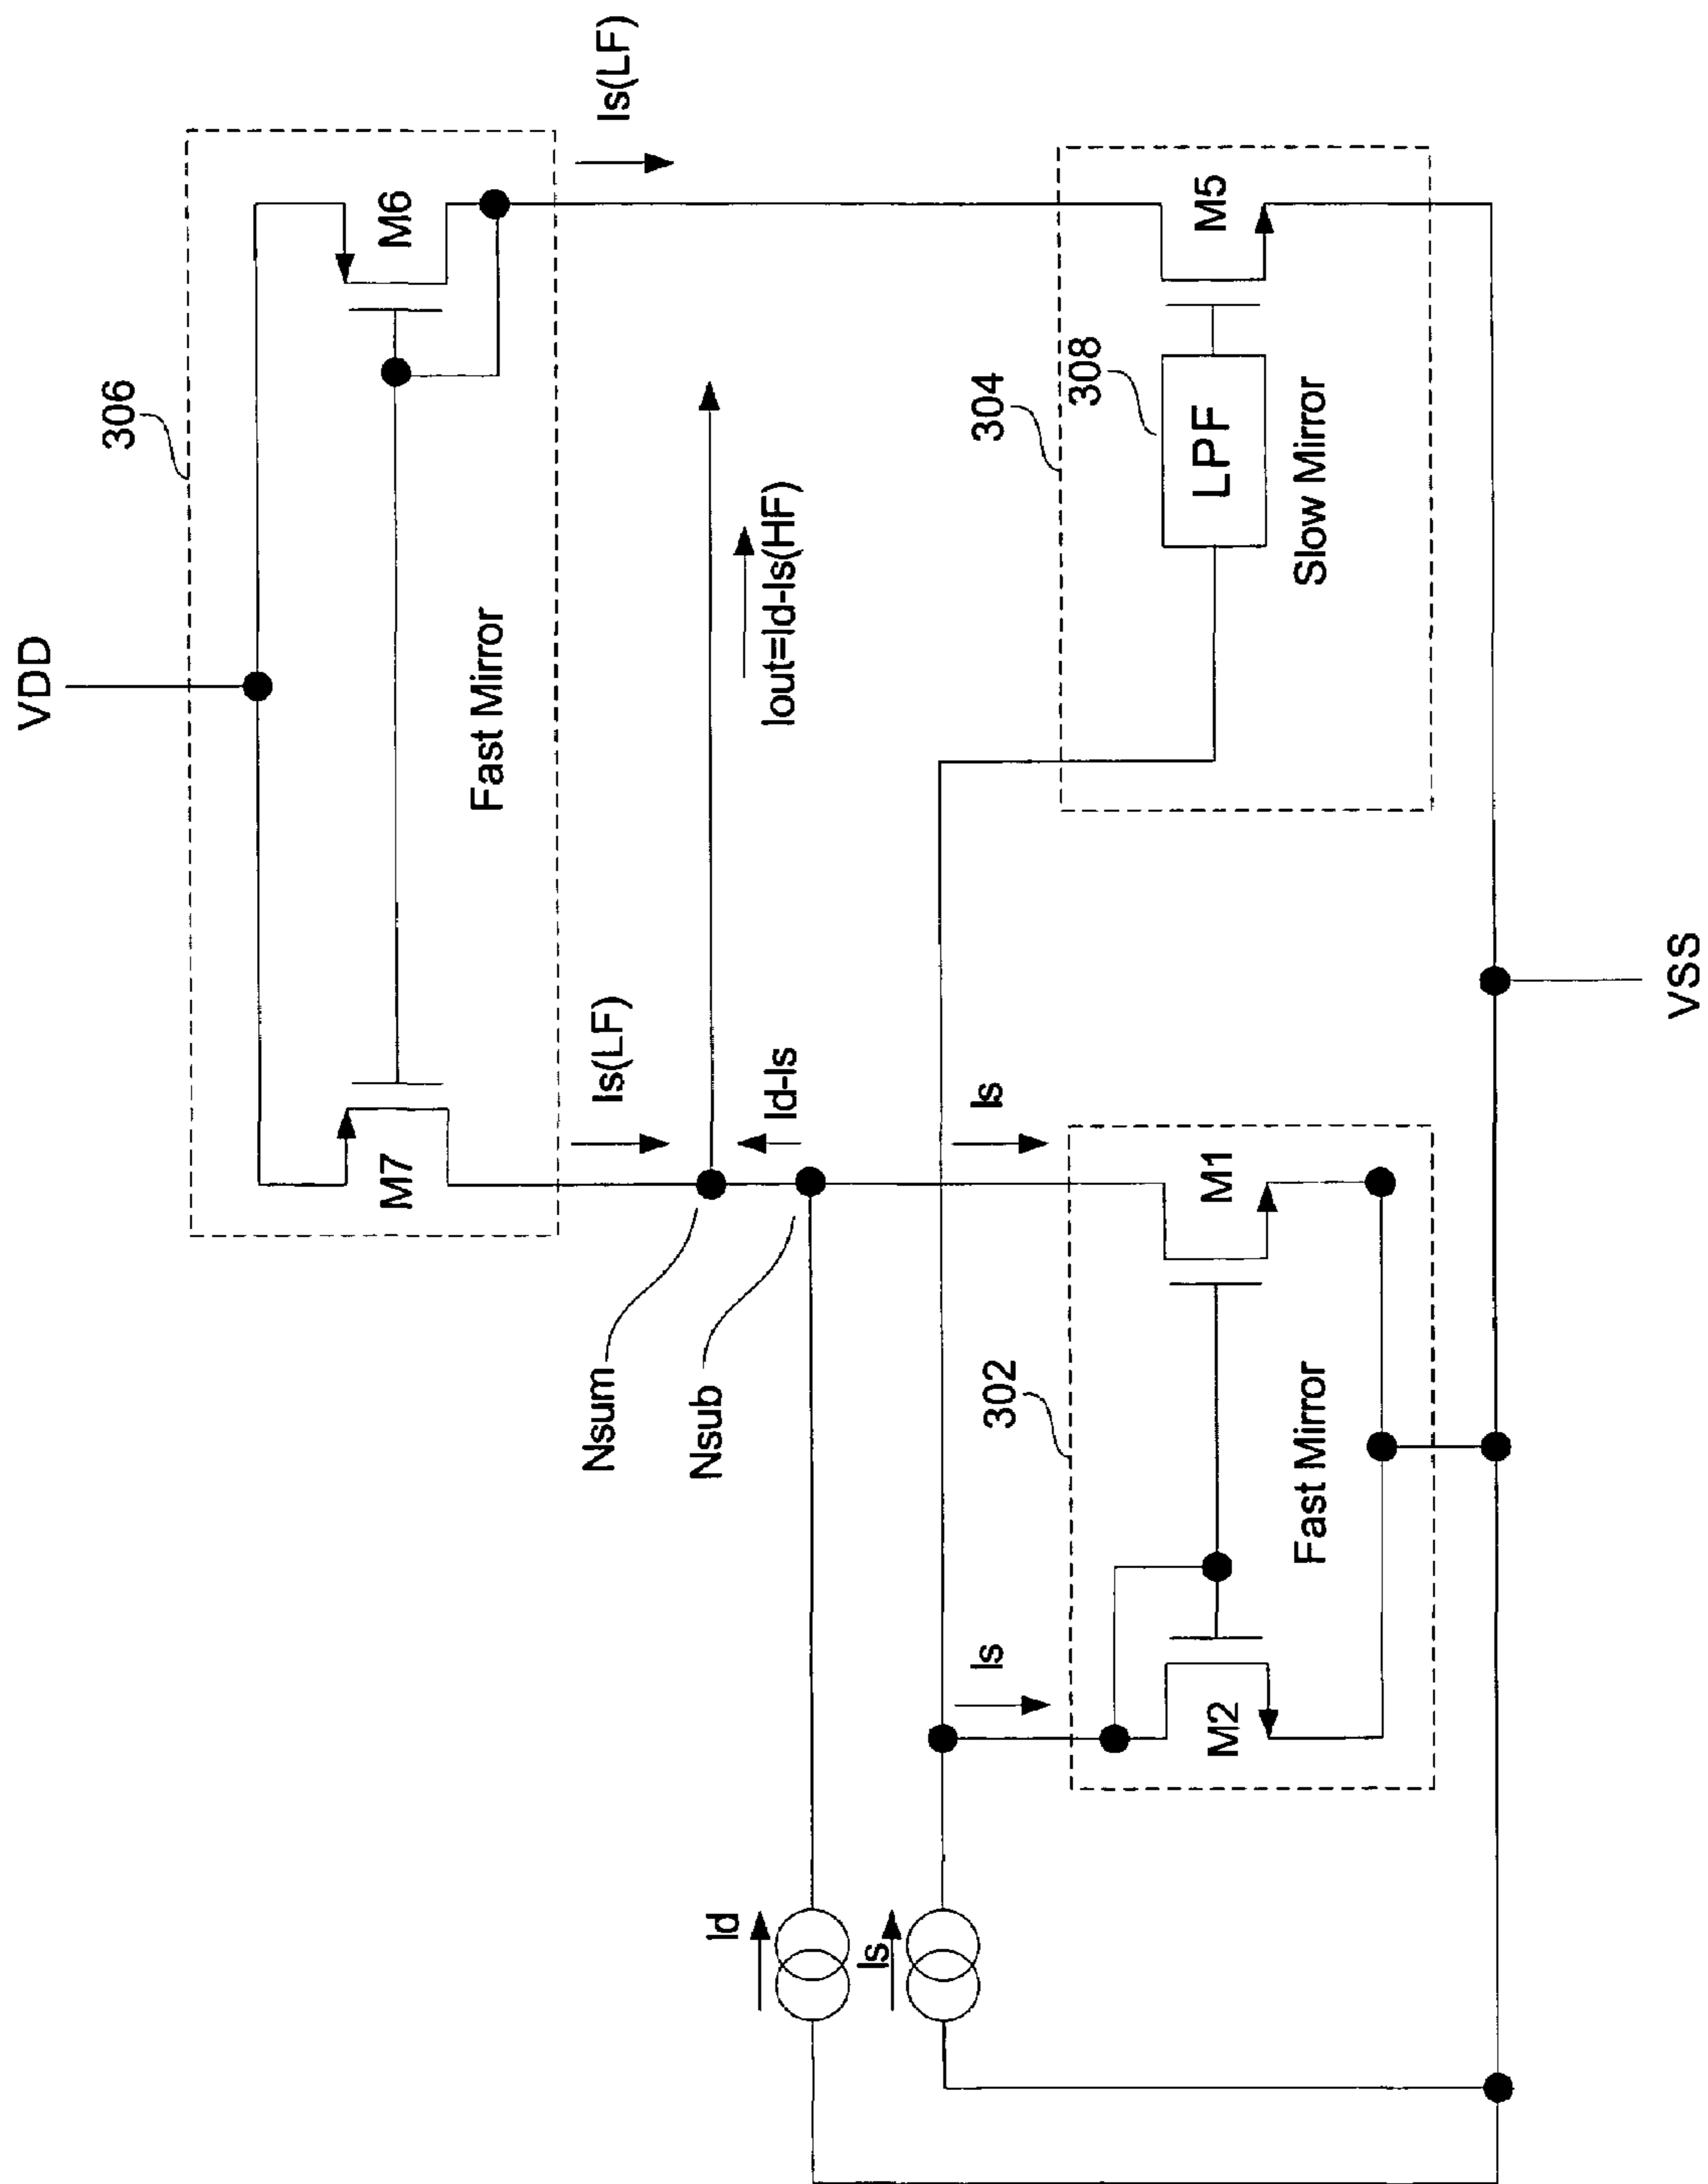 VDD
306
M7
M6
Fast Mirror
Is(LF)
Is(LF)
Nsum
Nsub
Id-Is
Iout=Id-Is(HF)
Id
Is
Is
Is
302
M2
M1
Fast Mirror
304
308
LPF
M5
Slow Mirror
VSS